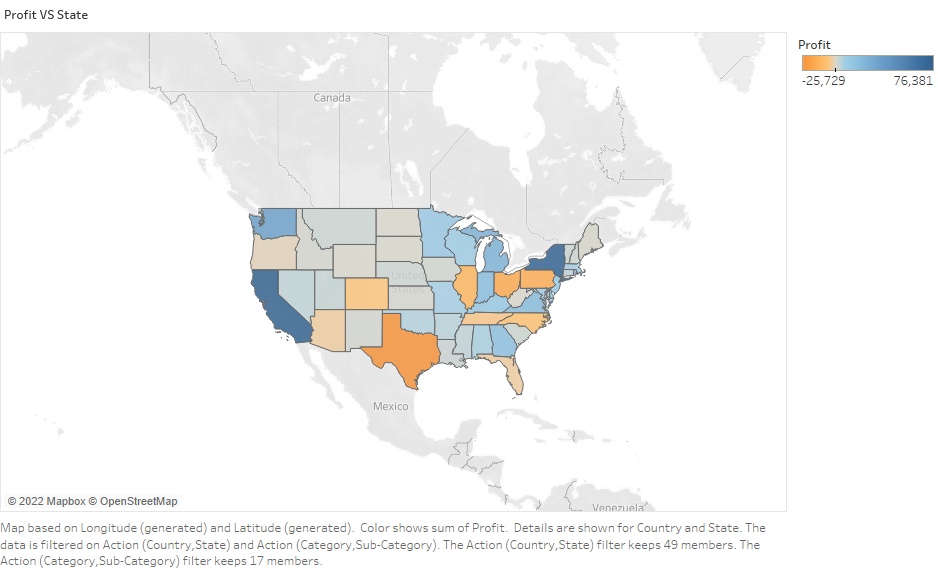 Profit VS State
Profit
-25,729 76,381
Canada
United
States
Mexico
Venezuela
© 2022 Mapbox © OpenStreetMap
Map based on Longitude (generated) and Latitude (generated).  Color shows sum of Profit.  Details are shown for Country and State. The
data is filtered on Action (Country,State) and Action (Category,Sub-Category). The Action (Country,State) filter keeps 49 members. The
Action (Category,Sub-Category) filter keeps 17 members.